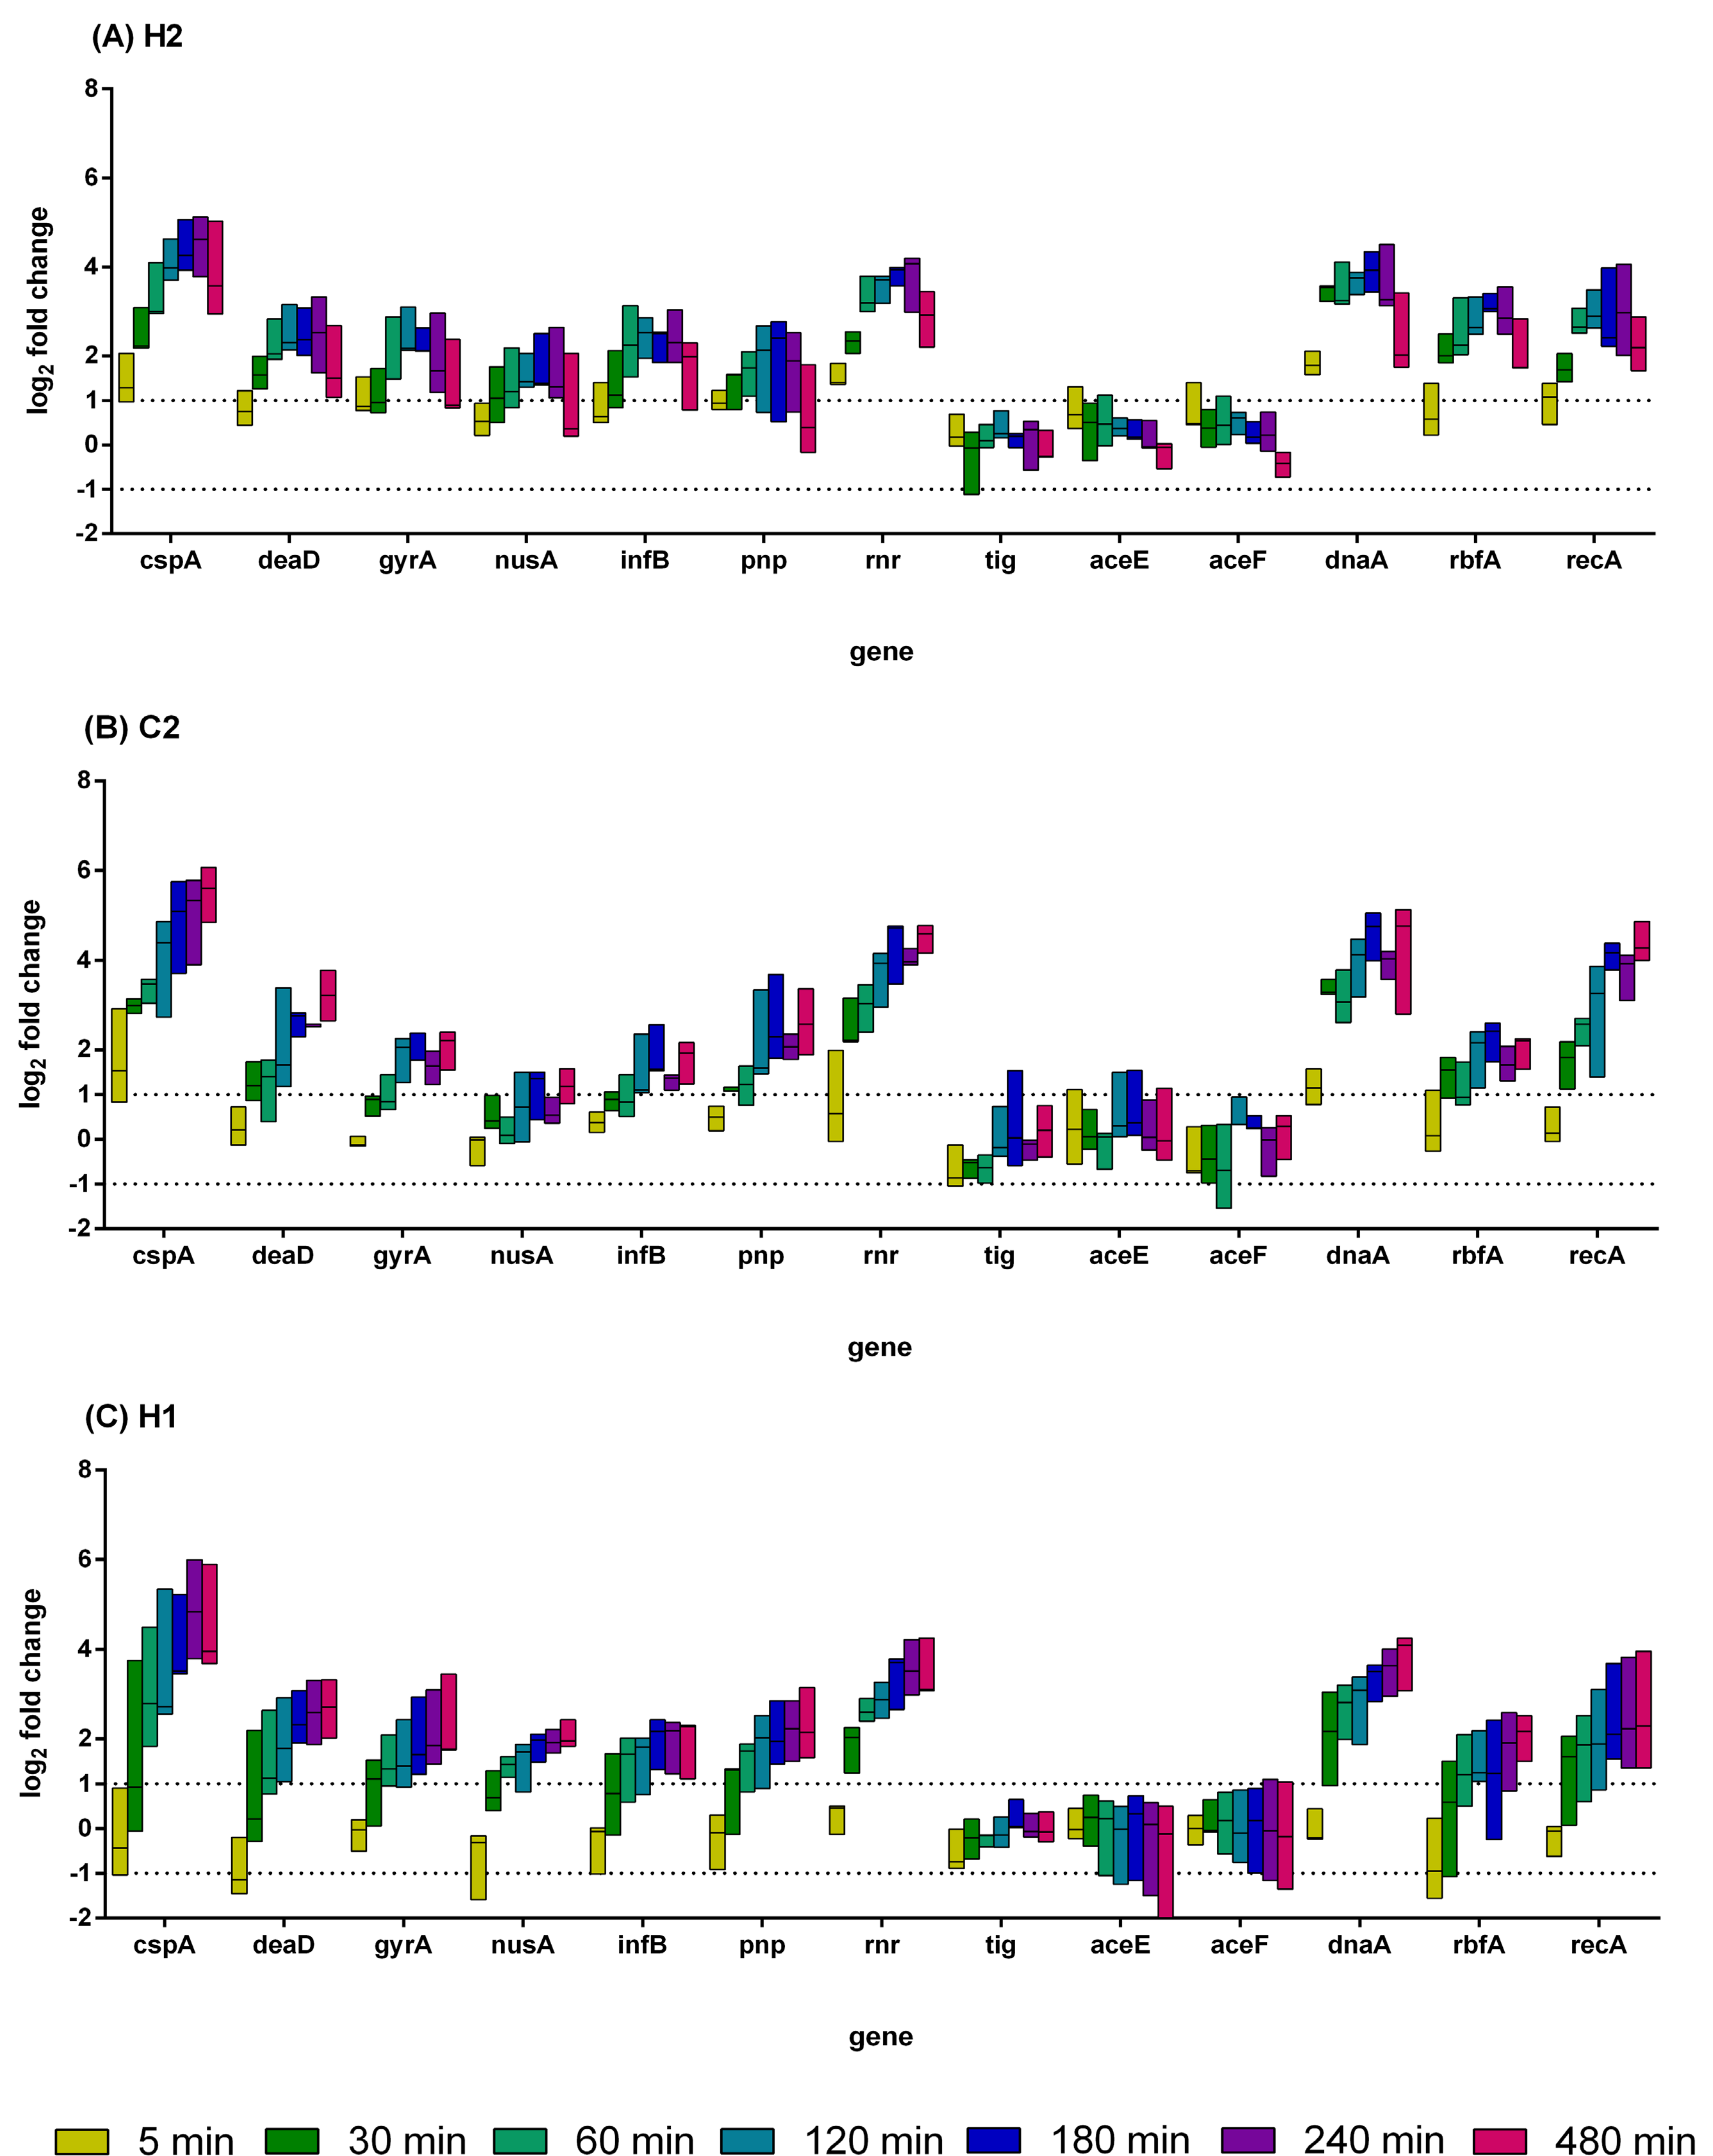 (A) H2
8
6
4
2
1
0
-1
-2
log2 fold change
cspA deaD gyrA nusA infB pnp rnr tig aceE aceF dnaA rbfA recA
gene
(B) C2
8
6
4
2
1
0
-1
-2
log2 fold change
cspA deaD gyrA nusA infB pnp rnr tig aceE aceF dnaA rbfA recA
gene
(C) H1
8
6
4
2
1
0
-1
-2
log2 fold change
cspA deaD gyrA nusA infB pnp rnr tig aceE aceF dnaA rbfA recA
gene
5 min 30 min 60 min 120 min 180 min 240 min 480 min